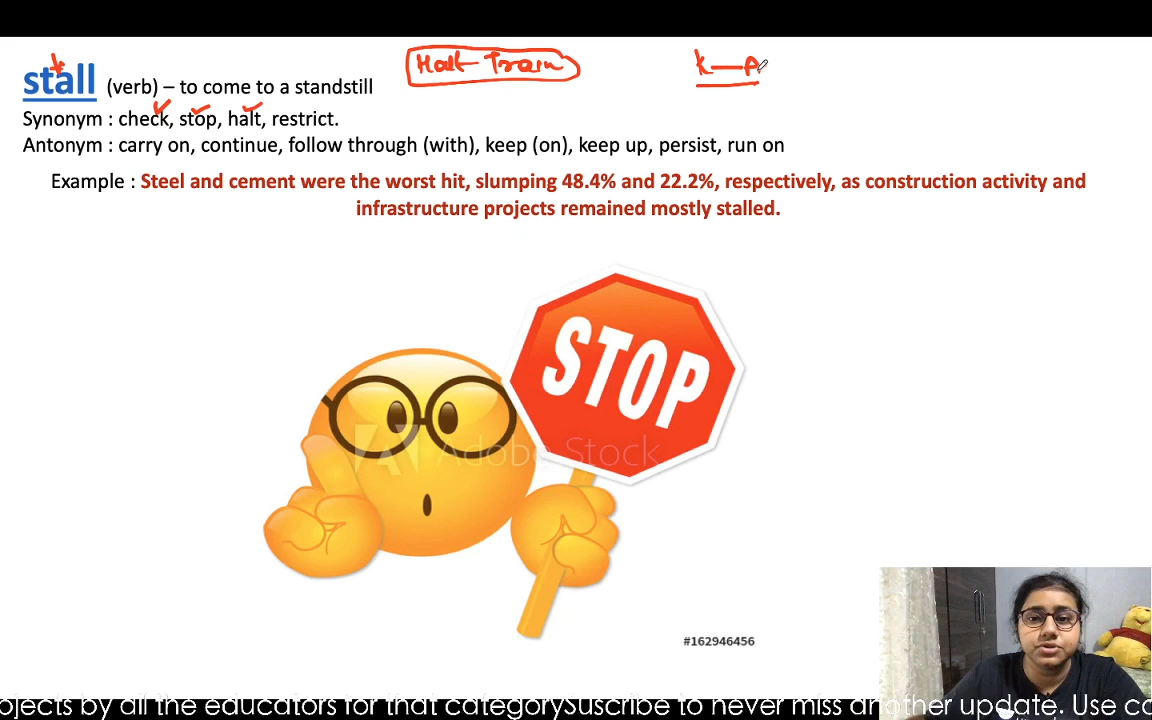 Halt Train
K—A
stall (verb) – to come to a standstill
Synonym : check, stop, halt, restrict.
Antonym : carry on, continue, follow through (with), keep (on), keep up, persist, run on
Example : Steel and cement were the worst hit, slumping 48.4% and 22.2%, respectively, as construction activity and
infrastructure projects remained mostly stalled.
STOP
Adobe Stock
#162946456
ojects by all the educators for that categorySuscribe to never miss another update. Use co